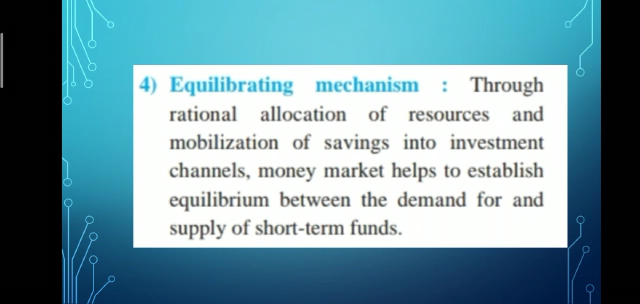 4) Equilibrating mechanism : Through
rational allocation of resources and
mobilization of savings into investment
channels, money market helps to establish
equilibrium between the demand for and
supply of short-term funds.